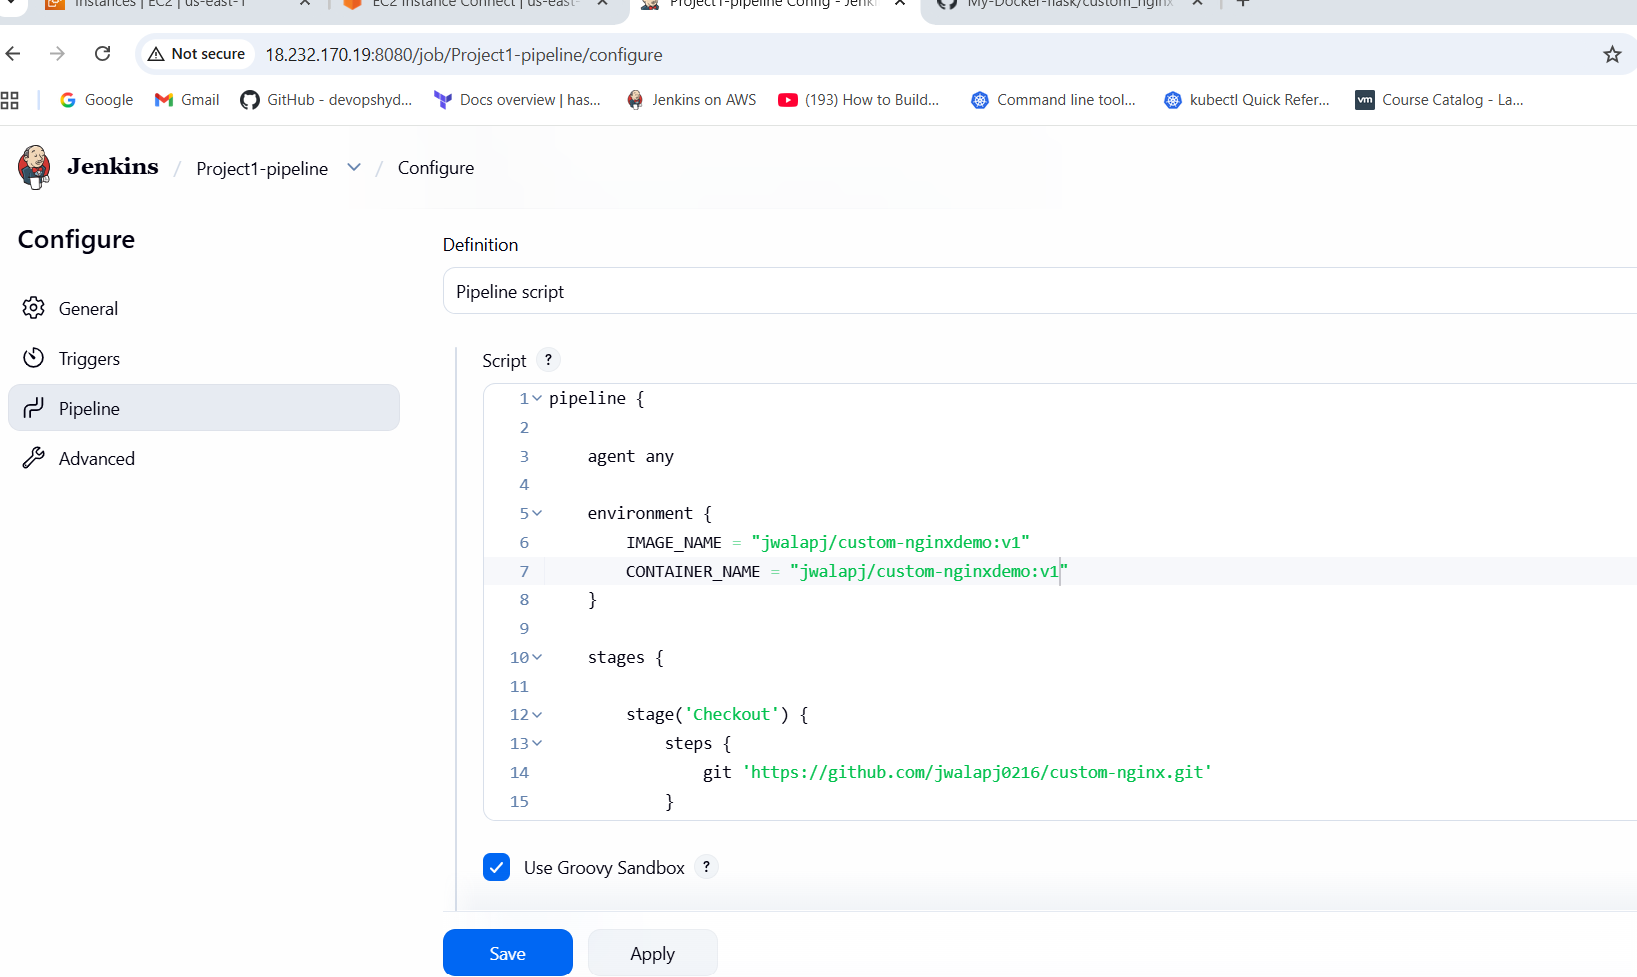 Instances | EC2 | us-east-1
EC2 Instance Connect | us-east-
Project1-pipeline Config - Jenki
My-Docker-flask/custom_nginx
Not secure
18.232.170.19:8080/job/Project1-pipeline/configure
Google
Gmail
GitHub - devopshyd...
Docs overview | has...
Jenkins on AWS
(193) How to Build...
Command line tool...
kubectl Quick Refer...
vm
Course Catalog - La...
Jenkins / Project1-pipeline / Configure
Configure
General
Triggers
Pipeline
Advanced
Definition
Pipeline script
Script ?
1 pipeline {
2
3 agent any
4
5 environment {
6 IMAGE_NAME = "jwalapj/custom-nginxdemo:v1"
7 CONTAINER_NAME = "jwalapj/custom-nginxdemo:v1"
8 }
9
10 stages {
11
12 stage('Checkout') {
13 steps {
14 git 'https://github.com/jwalapj0216/custom-nginx.git'
15 }
Use Groovy Sandbox ?
Save
Apply